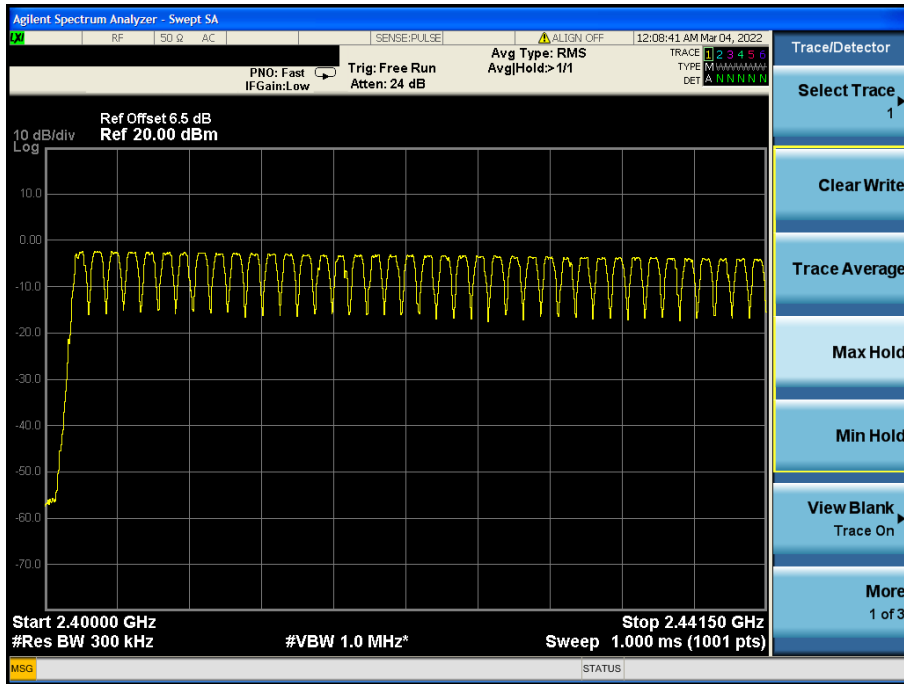 Agilent Spectrum Analyzer - Swept SA
LXI RF 50 Ω AC SENSE:PULSE ALIGN OFF 12:08:41 AM Mar 04, 2022
Trace/Detector
PNO: Fast Trig: Free Run Avg Type: RMS TRACE 1 2 3 4 5 6
IFGain:Low Atten: 24 dB Avg|Hold:>1/1 TYPE M WWWWW
DET A N N N N N
Select Trace
1
Ref Offset 6.5 dB
10 dB/div Ref 20.00 dBm
Log
10.0
0.00
-10.0
-20.0
-30.0
-40.0
-50.0
-60.0
-70.0
Clear Write
Trace Average
Max Hold
Min Hold
View Blank
Trace On
More
1 of 3
Start 2.40000 GHz Stop 2.44150 GHz
#Res BW 300 kHz #VBW 1.0 MHz* Sweep 1.000 ms (1001 pts)
MSG STATUS